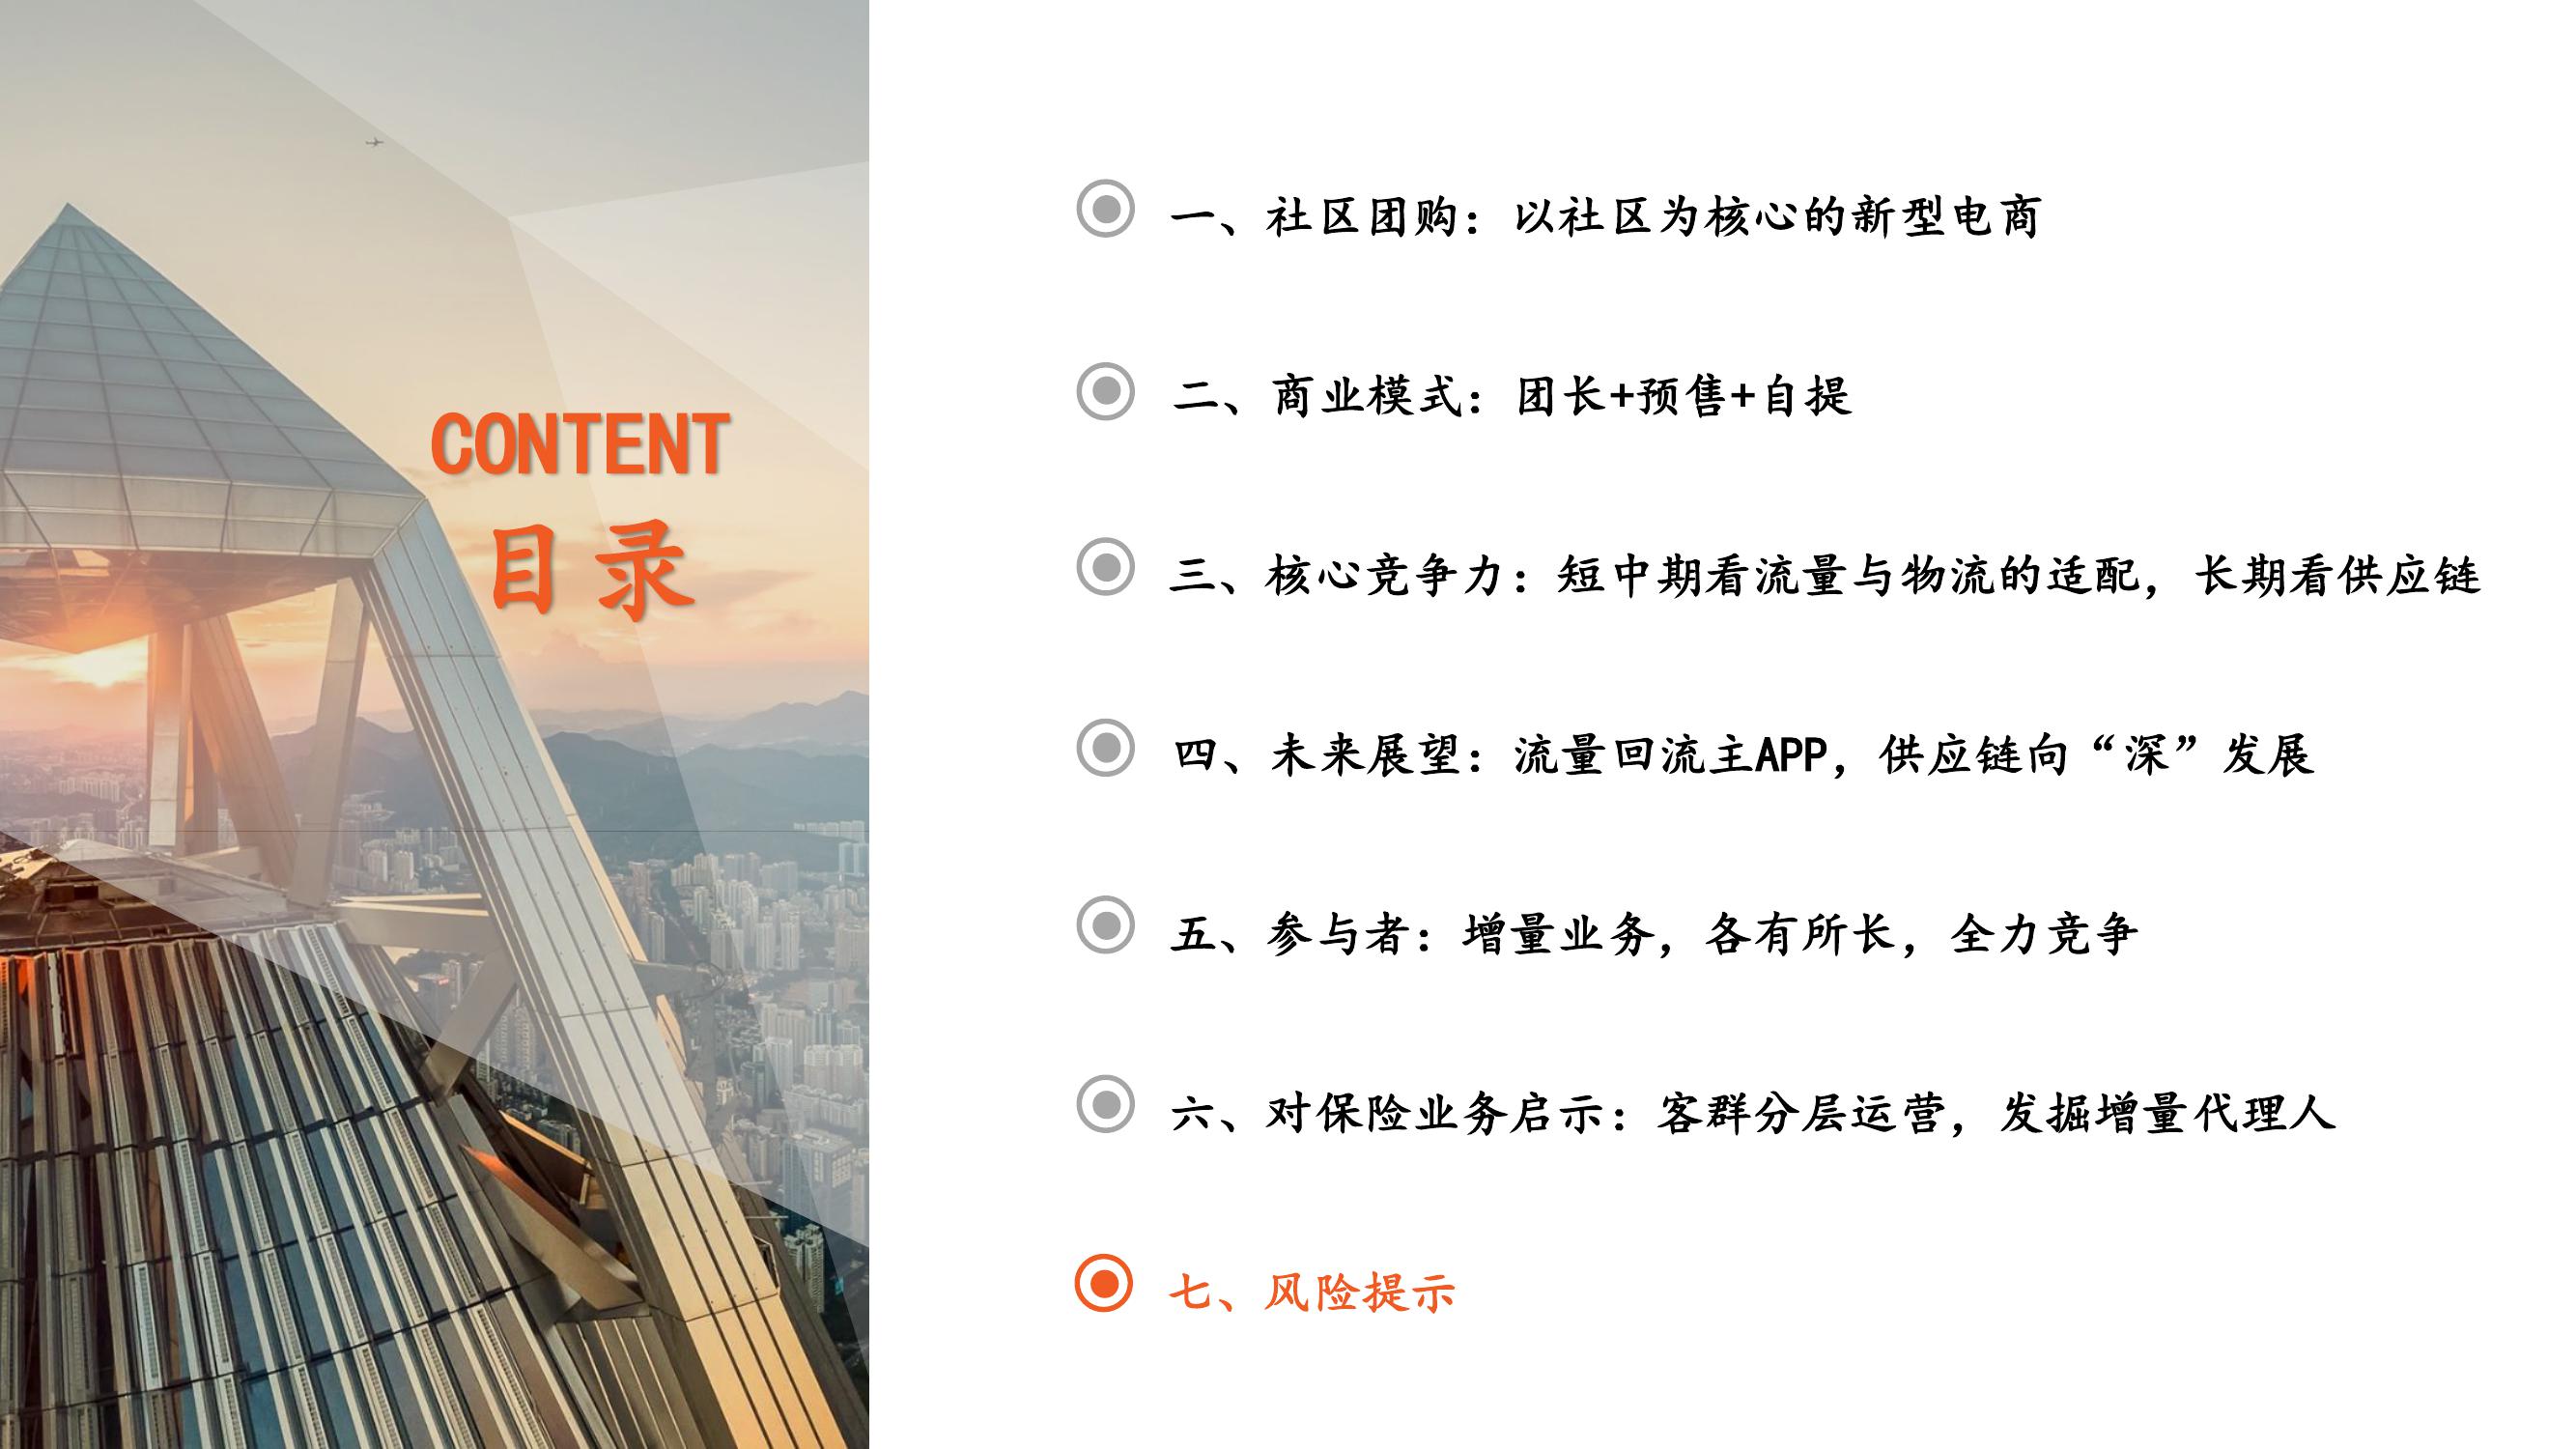 CONTENT
目录
一、社区团购：以社区为核心的新型电商
二、商业模式：团长+预售+自提
三、核心竞争力：短中期看流量与物流的适配，长期看供应链
四、未来展望：流量回流主APP，供应链向“深”发展
五、参与者：增量业务，各有所长，全力竞争
六、对保险业务启示：客群分层运营，发掘增量代理人
七、风险提示